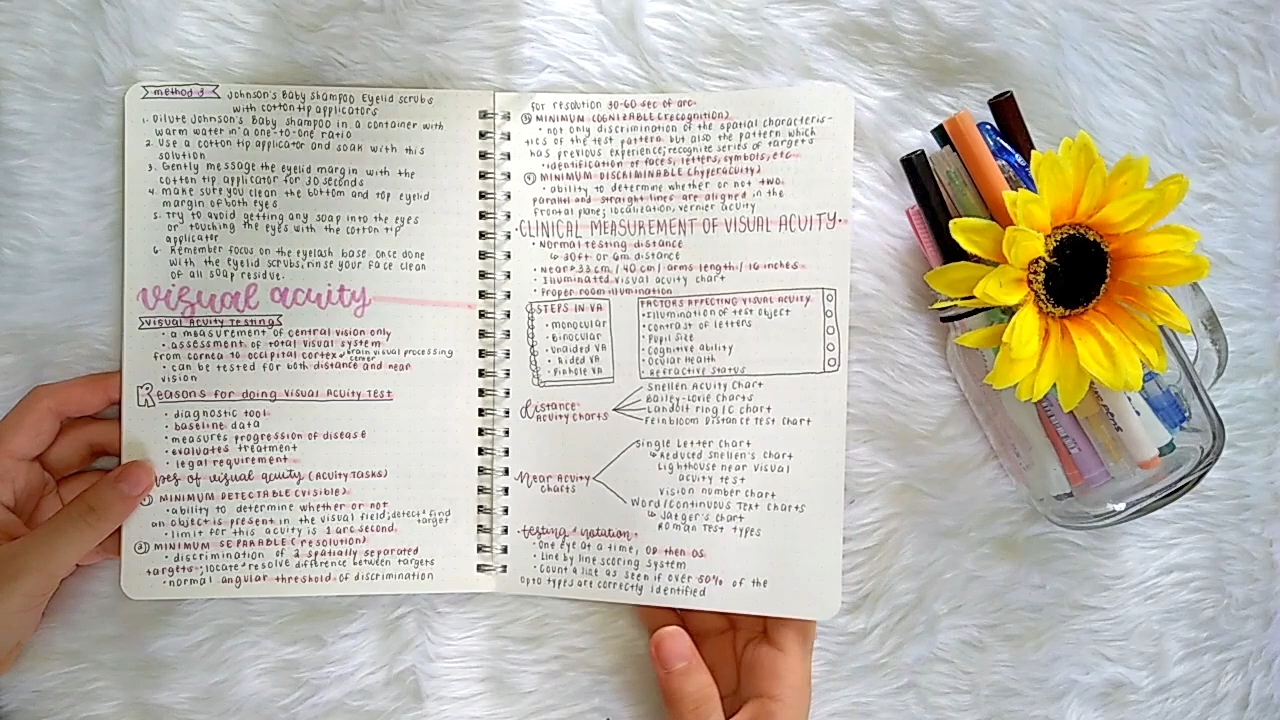 method 3 Johnson's Baby Shampoo Eyelid scrubs
with cotton tip applicators
1. Dilute Johnson's Baby Shampoo in a container with
warm water in a one-to-one ratio
2. Use a cotton tip applicator and soak with this
solution
3. Gently message the eyelid margin with the
cotton tip applicator for 30 seconds
4. make sure you clean the bottom and top eyelid
margin of both eyes
5. try to avoid getting any soap into the eyes
or touching the eyes with the cotton tip
applicator
6. Remember focus on the eyelash base once done
with the eyelid scrubs, rinse your face clean
of all soap residue.
visual acuity
VISUAL ACUITY TESTING
• a measurement of central vision only
• assessment of total visual system
from cornea to occipital cortex → brain visual processing
center
• can be tested for both distance and near
vision
Reasons for doing VISUAL ACUITY TEST
• diagnostic tool
• baseline data
• measures progression of disease
• evaluates treatment
• legal requirement
pes of visual acuity (ACUITY TASKS)
① MINIMUM DETECTABLE (VISIBLE)
• ability to determine whether or not
an object is present in the visual field; detect + find
target
• limit for this acuity is 1 arc second
② MINIMUM SEPARABLE (RESOLUTION)
• discrimination of 2 spatially separated
targets; locate + resolve difference between targets
• normal angular threshold of discrimination
for resolution 30-60 sec of arc
③ MINIMUM COGNIZABLE (RECOGNITION)
• not only discrimination of the spatial characteris-
tics of the test pattern but also the pattern which
has previous experience; recognize series of targets
• identification of faces, letters, symbols, etc
④ MINIMUM DISCRIMINABLE (hyperacuity)
• ability to determine whether or not two
parallel and straight lines are aligned in the
frontal plane; localization; vernier acuity
• CLINICAL MEASUREMENT OF VISUAL ACUITY •
• Normal testing distance
↳ 20ft or 6m distance
• Near → 33 cm / 40 cm / arms length / 16 inches
• Illuminated visual acuity chart
• Proper room illumination
STEPS IN VA
• monocular
• Binocular
• Unaided VA
• Aided VA
• Pinhole VA
FACTORS AFFECTING VISUAL ACUITY
• Illumination of test object
• Contrast of letters
• Pupil Size
• Cognitive ability
• Ocular Health
• Refractive Status
distance
ACUITY CHARTS
Snellen Acuity Chart
Bailey-Lovie Charts
Landolt ring/C chart
Feinbloom Distance Test Chart
Near Acuity
charts
Single Letter Chart
↳ Reduced Snellen's chart
Lighthouse near visual
acuity test
Vision number chart
Word/Continuous Text Charts
↳ Jaeger's chart
Roman Test Types
• testing + notation •
• One eye at a time, OD then OS
• Line by line scoring system
• Count a line as seen if over 50% of the
opto types are correctly identified